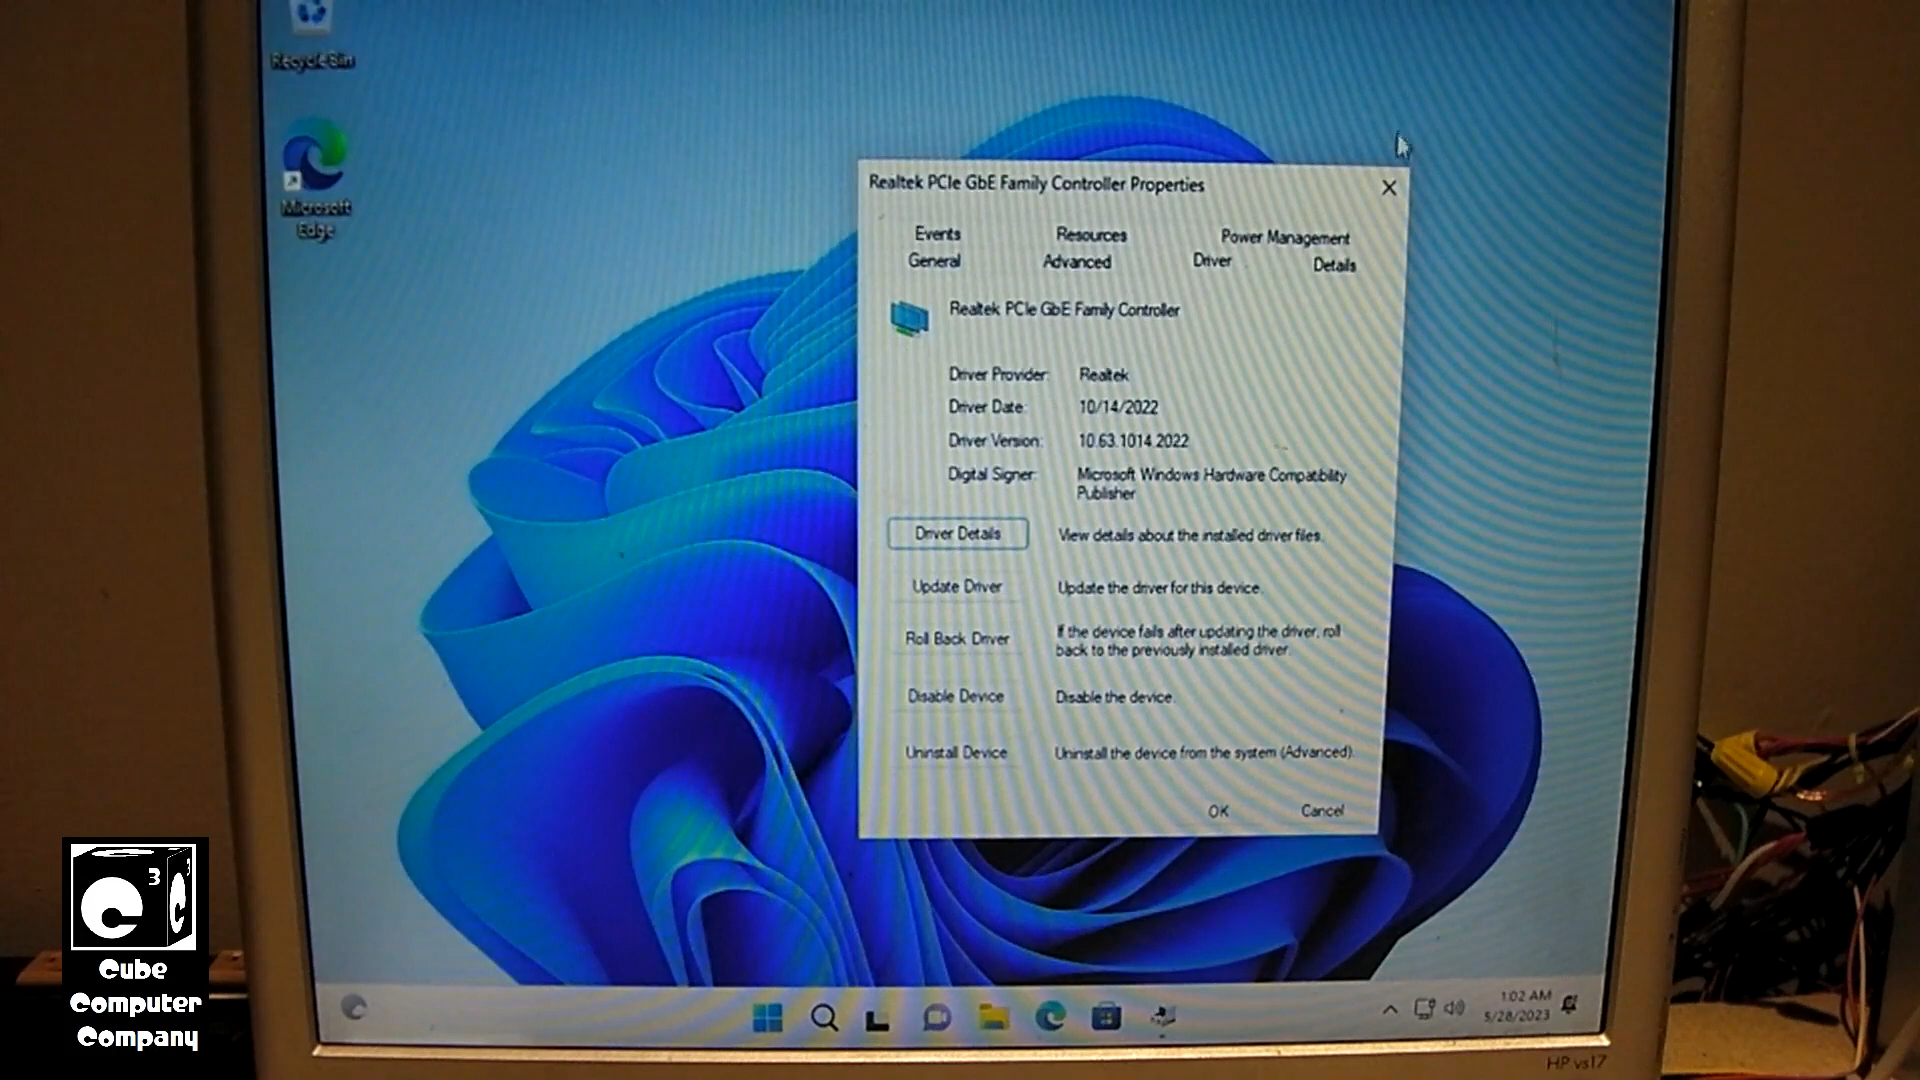 Recycle Bin
Microsoft
Edge
Realtek PCIe GbE Family Controller Properties
Events Resources Power Management
General Advanced Driver Details
Realtek PCIe GbE Family Controller
Driver Provider: Realtek
Driver Date: 10/14/2022
Driver Version: 10.63.1014.2022
Digital Signer: Microsoft Windows Hardware Compatibility
Publisher
Driver Details View details about the installed driver files.
Update Driver Update the driver for this device.
Roll Back Driver If the device fails after updating the driver, roll
back to the previously installed driver.
Disable Device Disable the device.
Uninstall Device Uninstall the device from the system (Advanced).
OK Cancel
1:02 AM
5/28/2023
HP vs17
C 3 C 3
Cube
Computer
Company